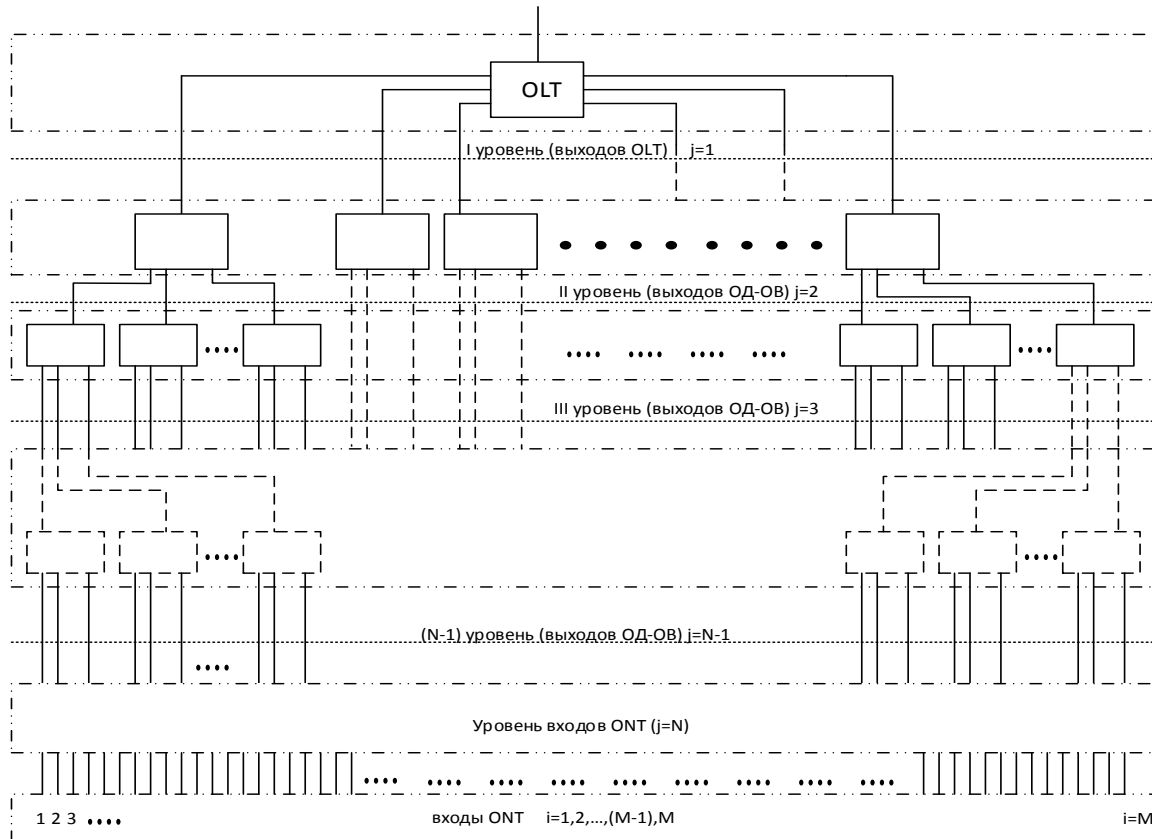 OLT
I уровень (выходов OLT) j=1
II уровень (выходов ОД-ОВ) j=2
III уровень (выходов ОД-ОВ) j=3
(N-1) уровень (выходов ОД-ОВ) j=N-1
Уровень входов ONT (j=N)
1 2 3 •••• входы ONT i=1,2,...,(M-1),M i=M